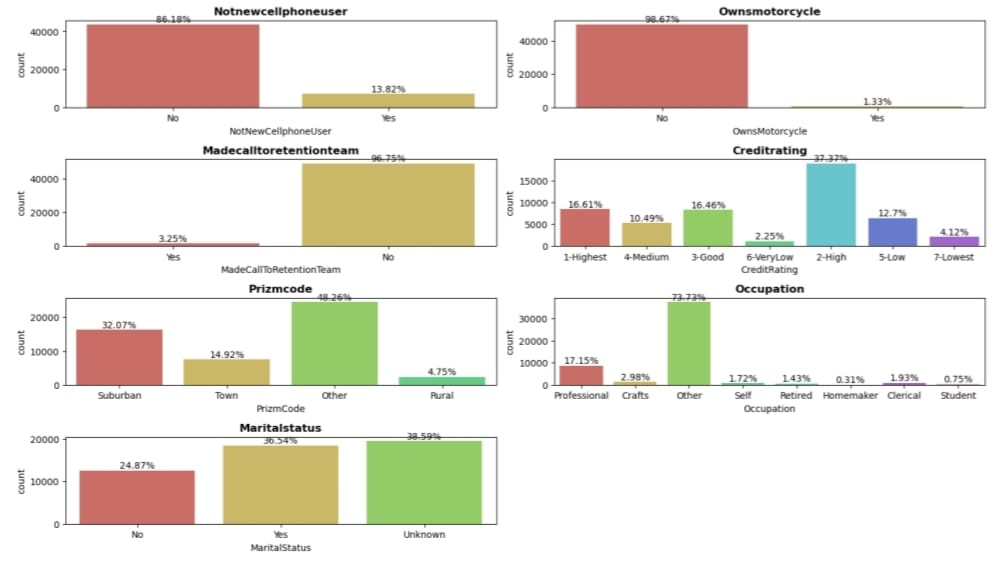 Notnewcellphoneuser
86.18%
40000
20000
0
count
13.82%
No Yes
NotNewCellphoneUser
Ownsmotorcycle
98.67%
40000
20000
0
count
1.33%
No Yes
OwnsMotorcycle
Madecalltoretentionteam
96.75%
40000
20000
0
count
3.25%
Yes No
MadeCallToRetentionTeam
Creditrating
37.37%
15000
10000
5000
0
count
16.61% 10.49% 16.46% 2.25% 12.7% 4.12%
1-Highest 4-Medium 3-Good 6-VeryLow 2-High 5-Low 7-Lowest
CreditRating
Prizmcode
48.26%
20000
10000
0
count
32.07% 14.92% 4.75%
Suburban Town Other Rural
PrizmCode
Occupation
73.73%
30000
20000
10000
0
count
17.15% 2.98% 1.72% 1.43% 0.31% 1.93% 0.75%
Professional Crafts Other Self Retired Homemaker Clerical Student
Occupation
Maritalstatus
38.59%
36.54%
20000
10000
0
count
24.87%
No Yes Unknown
MaritalStatus